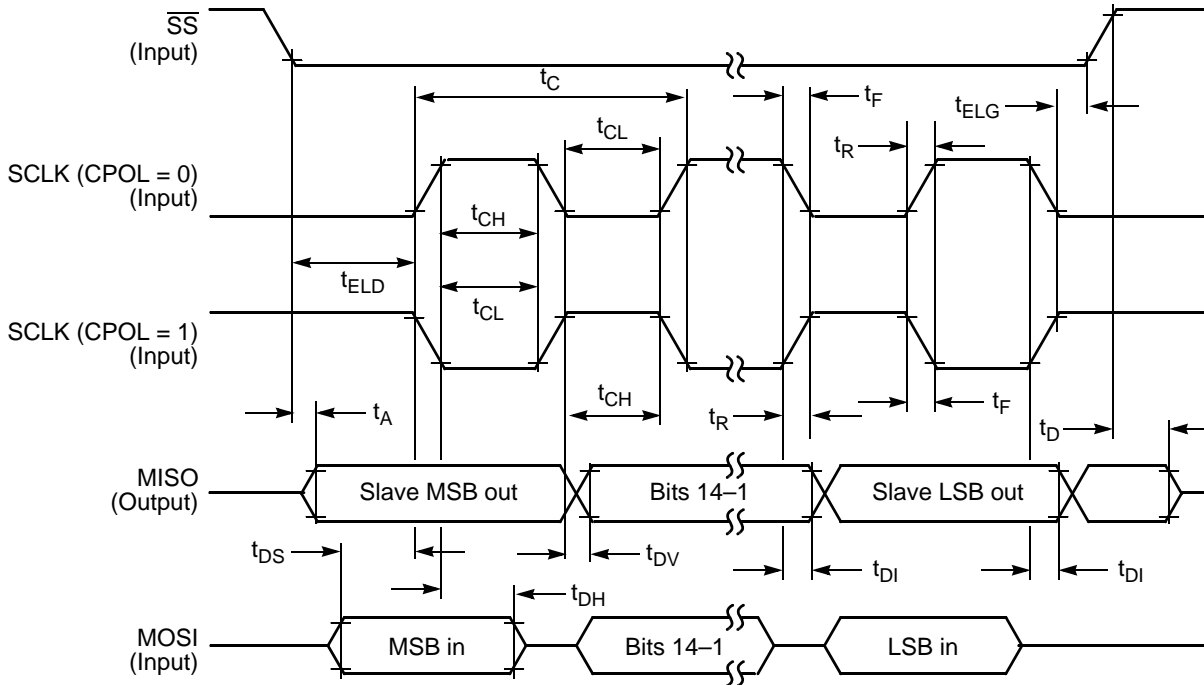 SS
(Input)
tC
tF
tELG
tCL
tR
SCLK (CPOL = 0)
(Input)
tCH
tELD
tCL
SCLK (CPOL = 1)
(Input)
tA
tCH
tR
tF
tD
MISO
(Output)
Slave MSB out
Bits 14–1
Slave LSB out
tDS
tDV
tDI
tDI
tDH
MOSI
(Input)
MSB in
Bits 14–1
LSB in